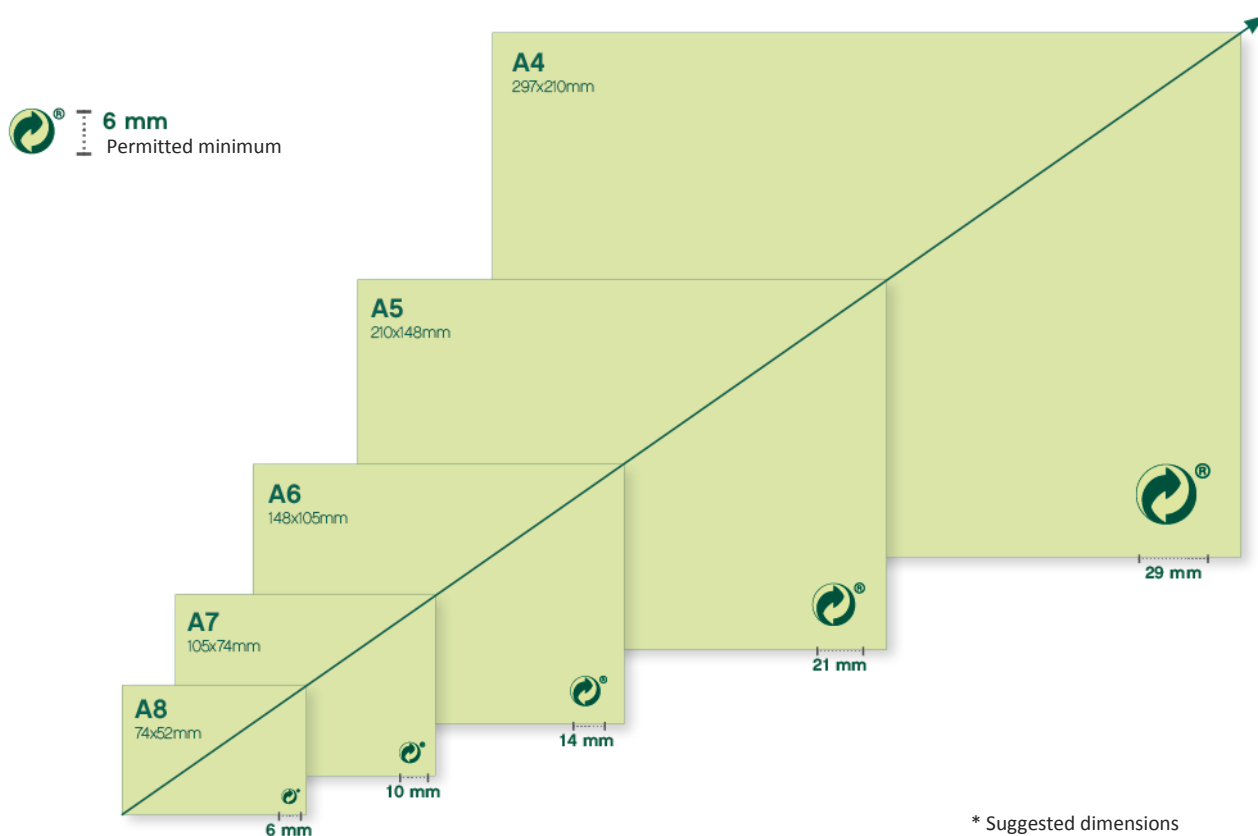 A4
297x210mm
®
6 mm
Permitted minimum
A5
210x148mm
A6
148x105mm
®
29 mm
A7
105x74mm
®
21 mm
A8
74x52mm
®
14 mm
10 mm
6 mm
* Suggested dimensions